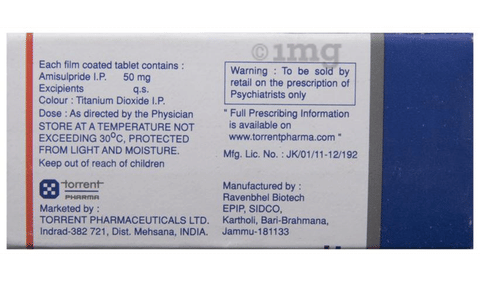 ©1mg
Each film coated tablet contains :
Amisulpride I.P. 50 mg
Excipients q.s.
Colour : Titanium Dioxide I.P.
Dose : As directed by the Physician
STORE AT A TEMPERATURE NOT
EXCEEDING 30°C, PROTECTED
FROM LIGHT AND MOISTURE.
Keep out of reach of children
torrent
PHARMA
Marketed by :
TORRENT PHARMACEUTICALS LTD.
Indrad-382 721, Dist. Mehsana, INDIA.
Warning : To be sold by
retail on the prescription of
Psychiatrists only
" Full Prescribing Information
is available on
www.torrentpharma.com "
Mfg. Lic. No. : JK/01/11-12/192
Manufactured by :
Ravenbhel Biotech
EPIP, SIDCO,
Kartholi, Bari-Brahmana,
Jammu-181133